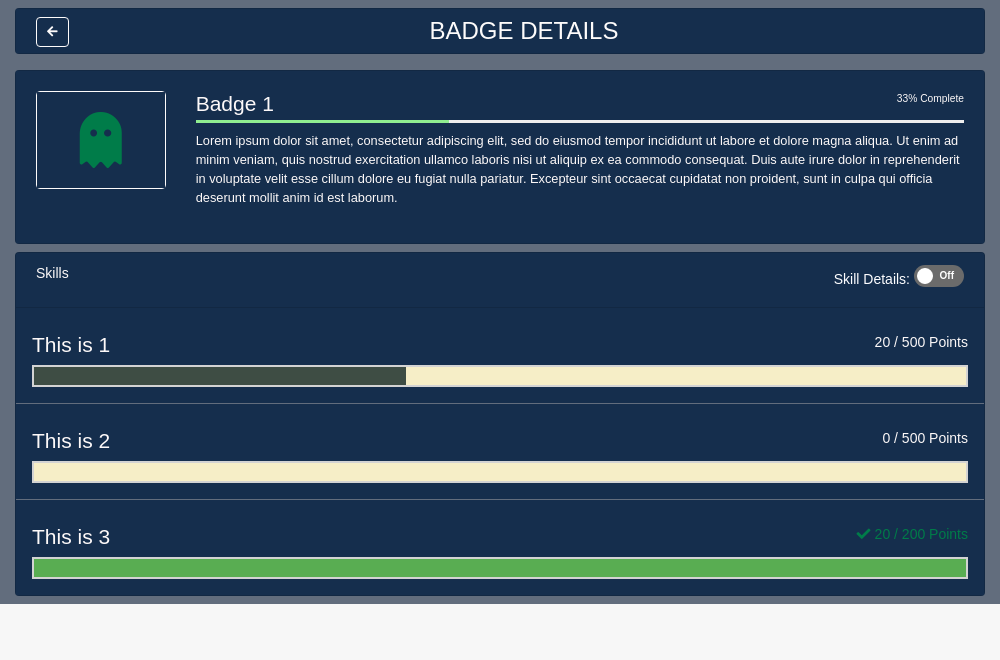 BADGE DETAILS
Badge 1
33% Complete
Lorem ipsum dolor sit amet, consectetur adipiscing elit, sed do eiusmod tempor incididunt ut labore et dolore magna aliqua. Ut enim ad
minim veniam, quis nostrud exercitation ullamco laboris nisi ut aliquip ex ea commodo consequat. Duis aute irure dolor in reprehenderit
in voluptate velit esse cillum dolore eu fugiat nulla pariatur. Excepteur sint occaecat cupidatat non proident, sunt in culpa qui officia
deserunt mollit anim id est laborum.
Skills
Skill Details: Off
This is 1
20 / 500 Points
This is 2
0 / 500 Points
This is 3
20 / 200 Points